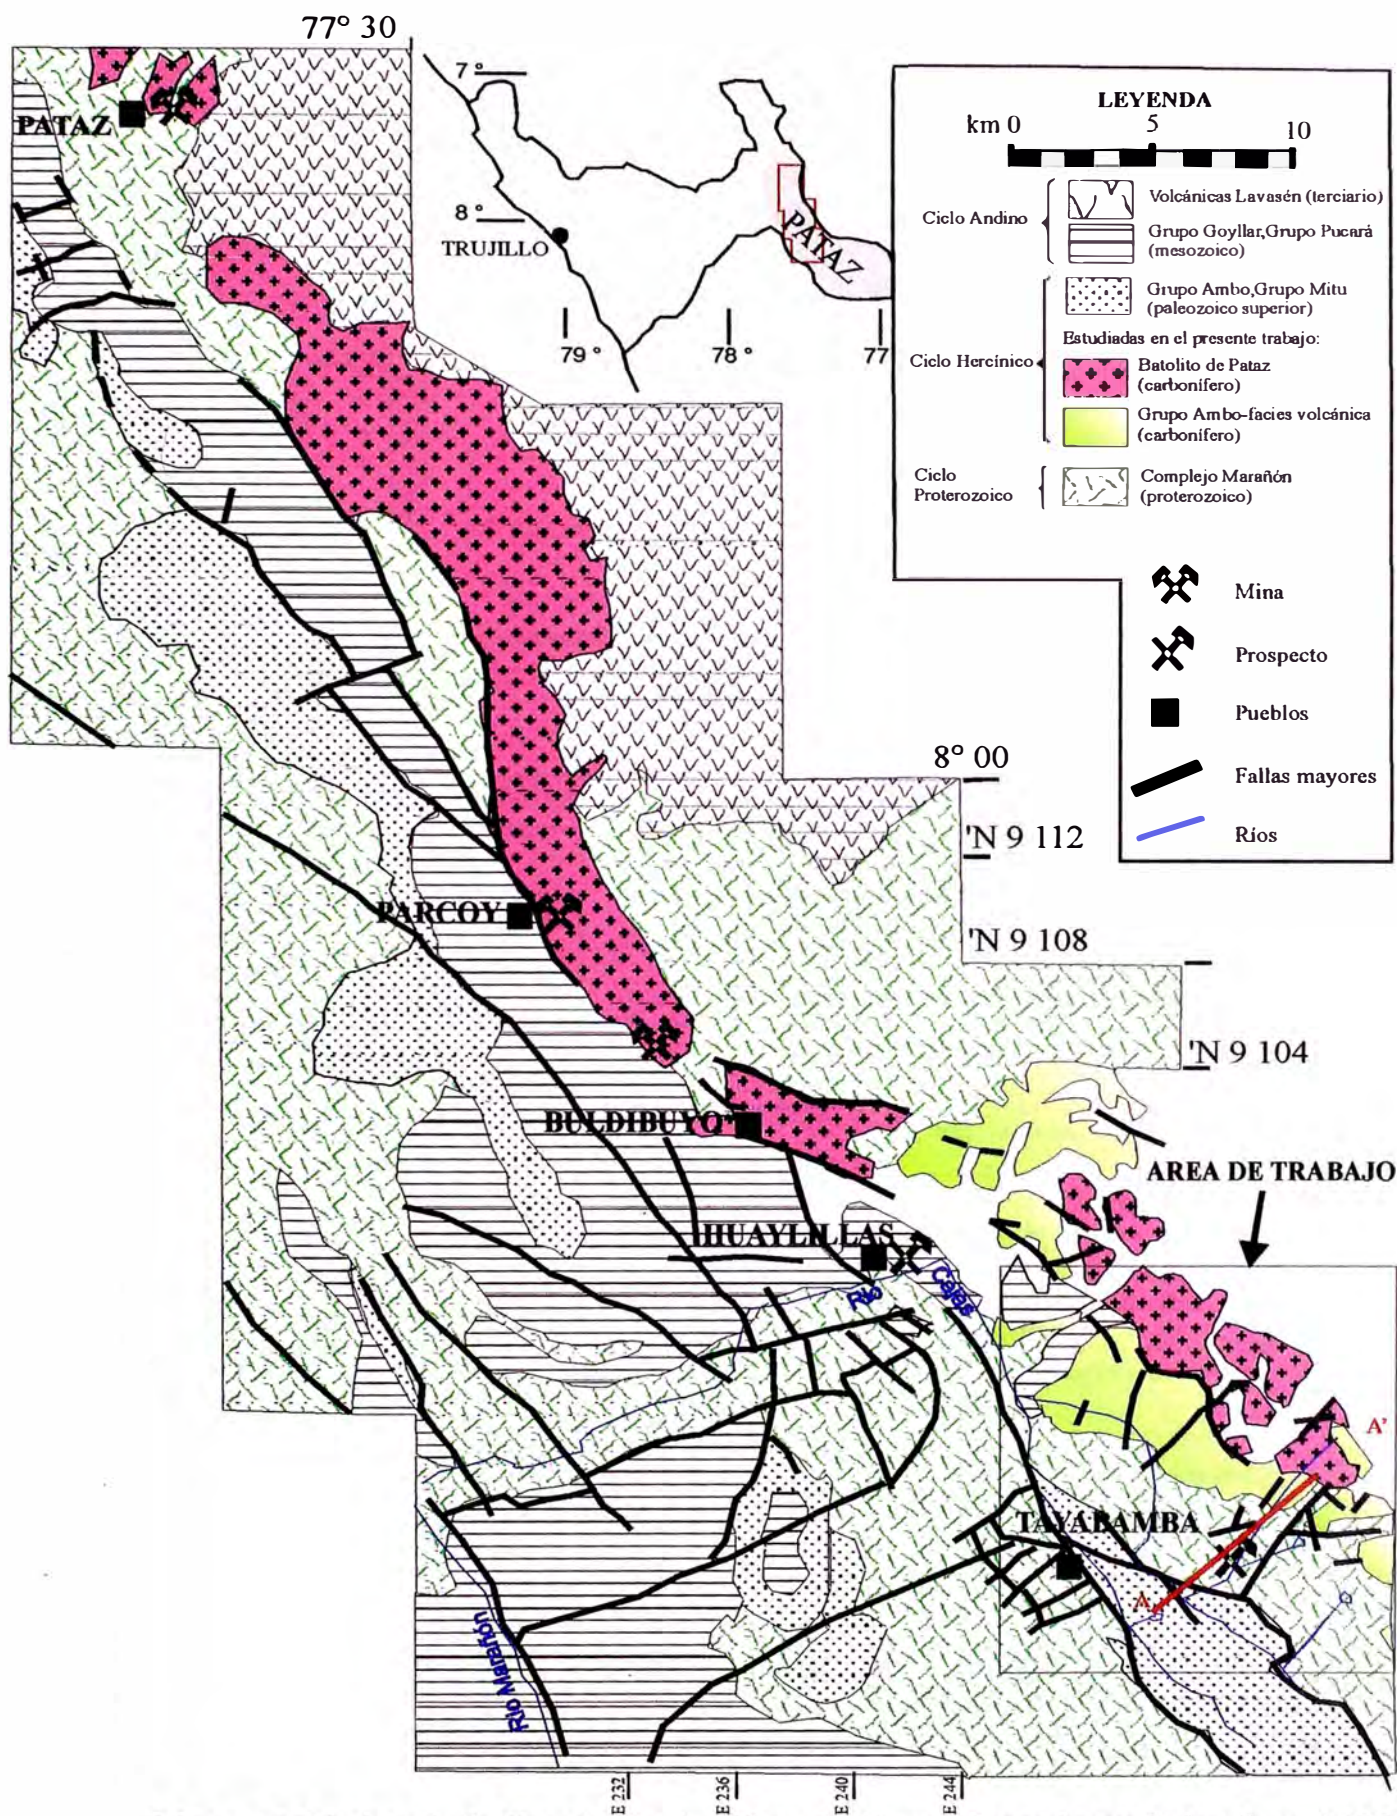 77° 30
7°
8°
TRUJILLO
PATAZ
79°
78°
77
LEYENDA
km 0 5 10
Ciclo Andino
Volcánicas Lavasén (terciario)
Grupo Goyllar,Grupo Pucará
(mesozoico)
Grupo Ambo,Grupo Mitu
(paleozoico superior)
Estudiadas en el presente trabajo:
Ciclo Hercínico
Batolito de Pataz
(carbonífero)
Grupo Ambo-facies volcánica
(carbonífero)
Ciclo
Proterozoico
Complejo Marañón
(proterozoico)
Mina
Prospecto
Pueblos
Fallas mayores
Ríos
PATAZ
8° 00
'N 9 112
'N 9 108
'N 9 104
PARCOY
BULDIBUYO
AREA DE TRABAJO
HUAYLILLAS
Río Cajas
A'
TAYABAMBA
A
Río Marañón
E 232
E 236
E 240
E 244